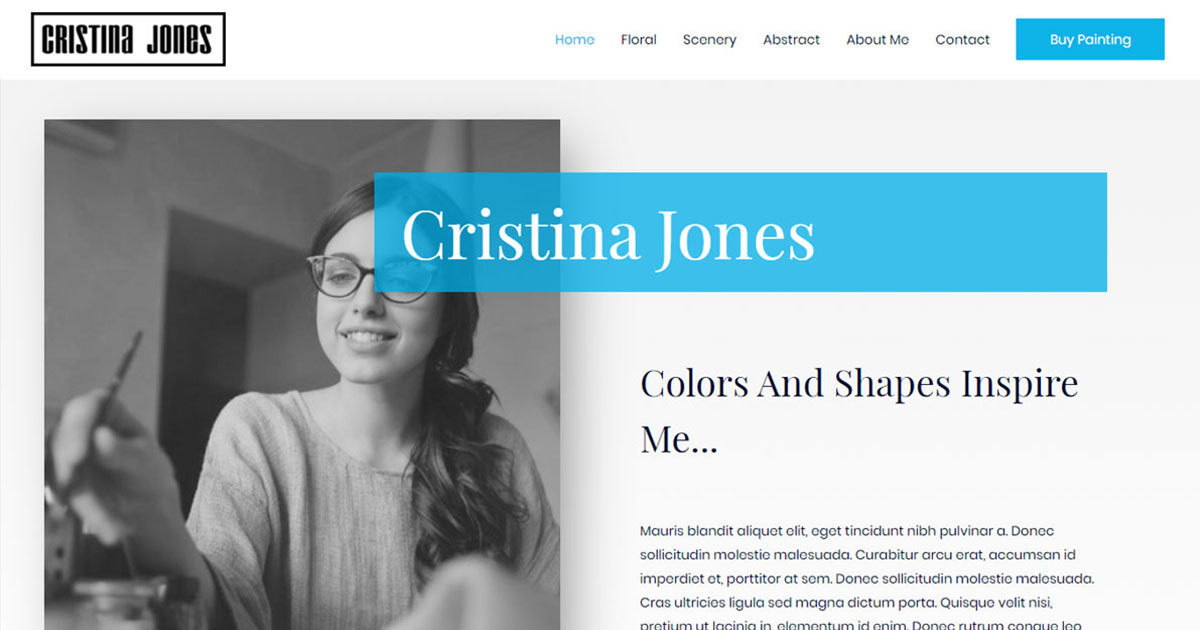 CRISTINA JONES
Home Floral Scenery Abstract About Me Contact Buy Painting
Cristina Jones
Colors And Shapes Inspire
Me...
Mauris blandit aliquet elit, eget tincidunt nibh pulvinar a. Donec
sollicitudin molestie malesuada. Curabitur arcu erat, accumsan id
imperdiet et, porttitor at sem. Donec sollicitudin molestie malesuada.
Cras ultricies ligula sed magna dictum porta. Quisque velit nisi,
pretium ut lacinia in, elementum id enim. Donec rutrum congue leo